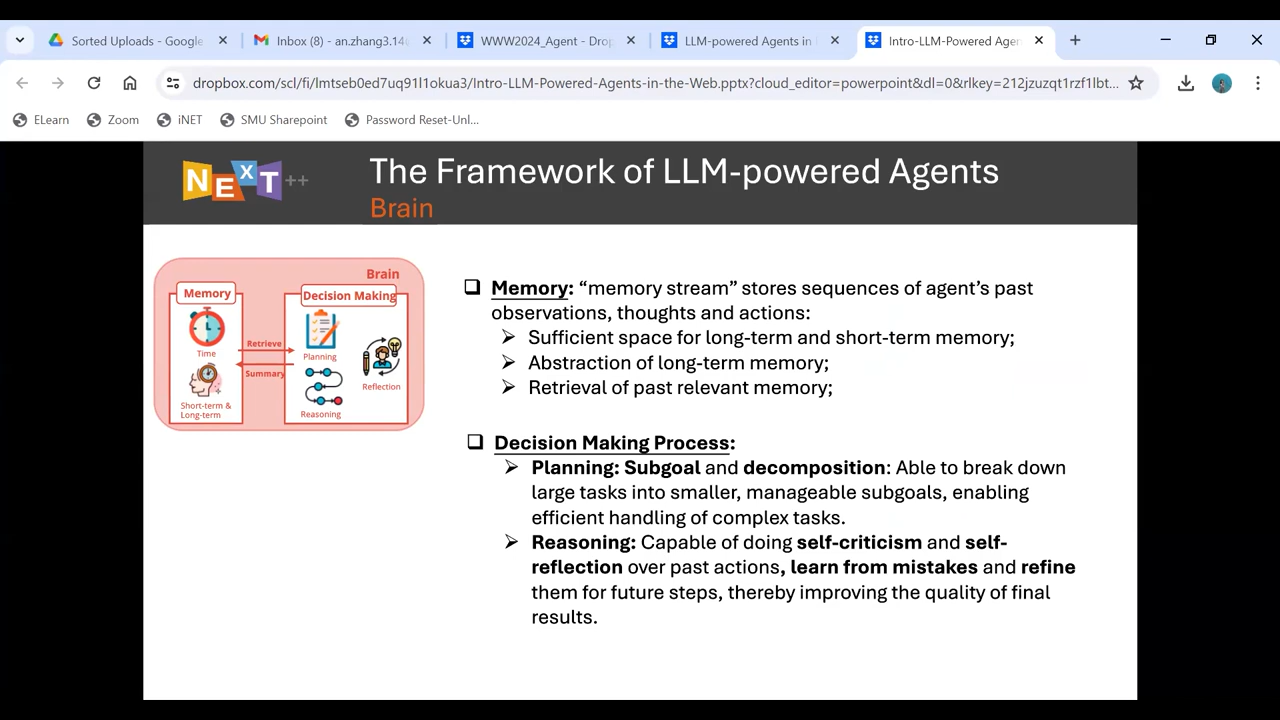 Sorted Uploads - Google
Inbox (8) - an.zhang3.14
WWW2024_Agent - Drop
LLM-powered Agents in
Intro-LLM-Powered Agen
dropbox.com/scl/fi/lmtseb0ed7uq91l1okua3/Intro-LLM-Powered-Agents-in-the-Web.pptx?cloud_editor=powerpoint&dl=0&rlkey=212jzuzqt1rzf1lbt...
ELearn
Zoom
iNET
SMU Sharepoint
Password Reset-Unl...
NExT++
The Framework of LLM-powered Agents
Brain
Brain
Memory
Decision Making
Time
Retrieve
Summary
Planning
Reflection
Short-term &
Long-term
Reasoning
Memory: “memory stream” stores sequences of agent’s past
observations, thoughts and actions:
Sufficient space for long-term and short-term memory;
Abstraction of long-term memory;
Retrieval of past relevant memory;
Decision Making Process:
Planning: Subgoal and decomposition: Able to break down
large tasks into smaller, manageable subgoals, enabling
efficient handling of complex tasks.
Reasoning: Capable of doing self-criticism and self-
reflection over past actions, learn from mistakes and refine
them for future steps, thereby improving the quality of final
results.